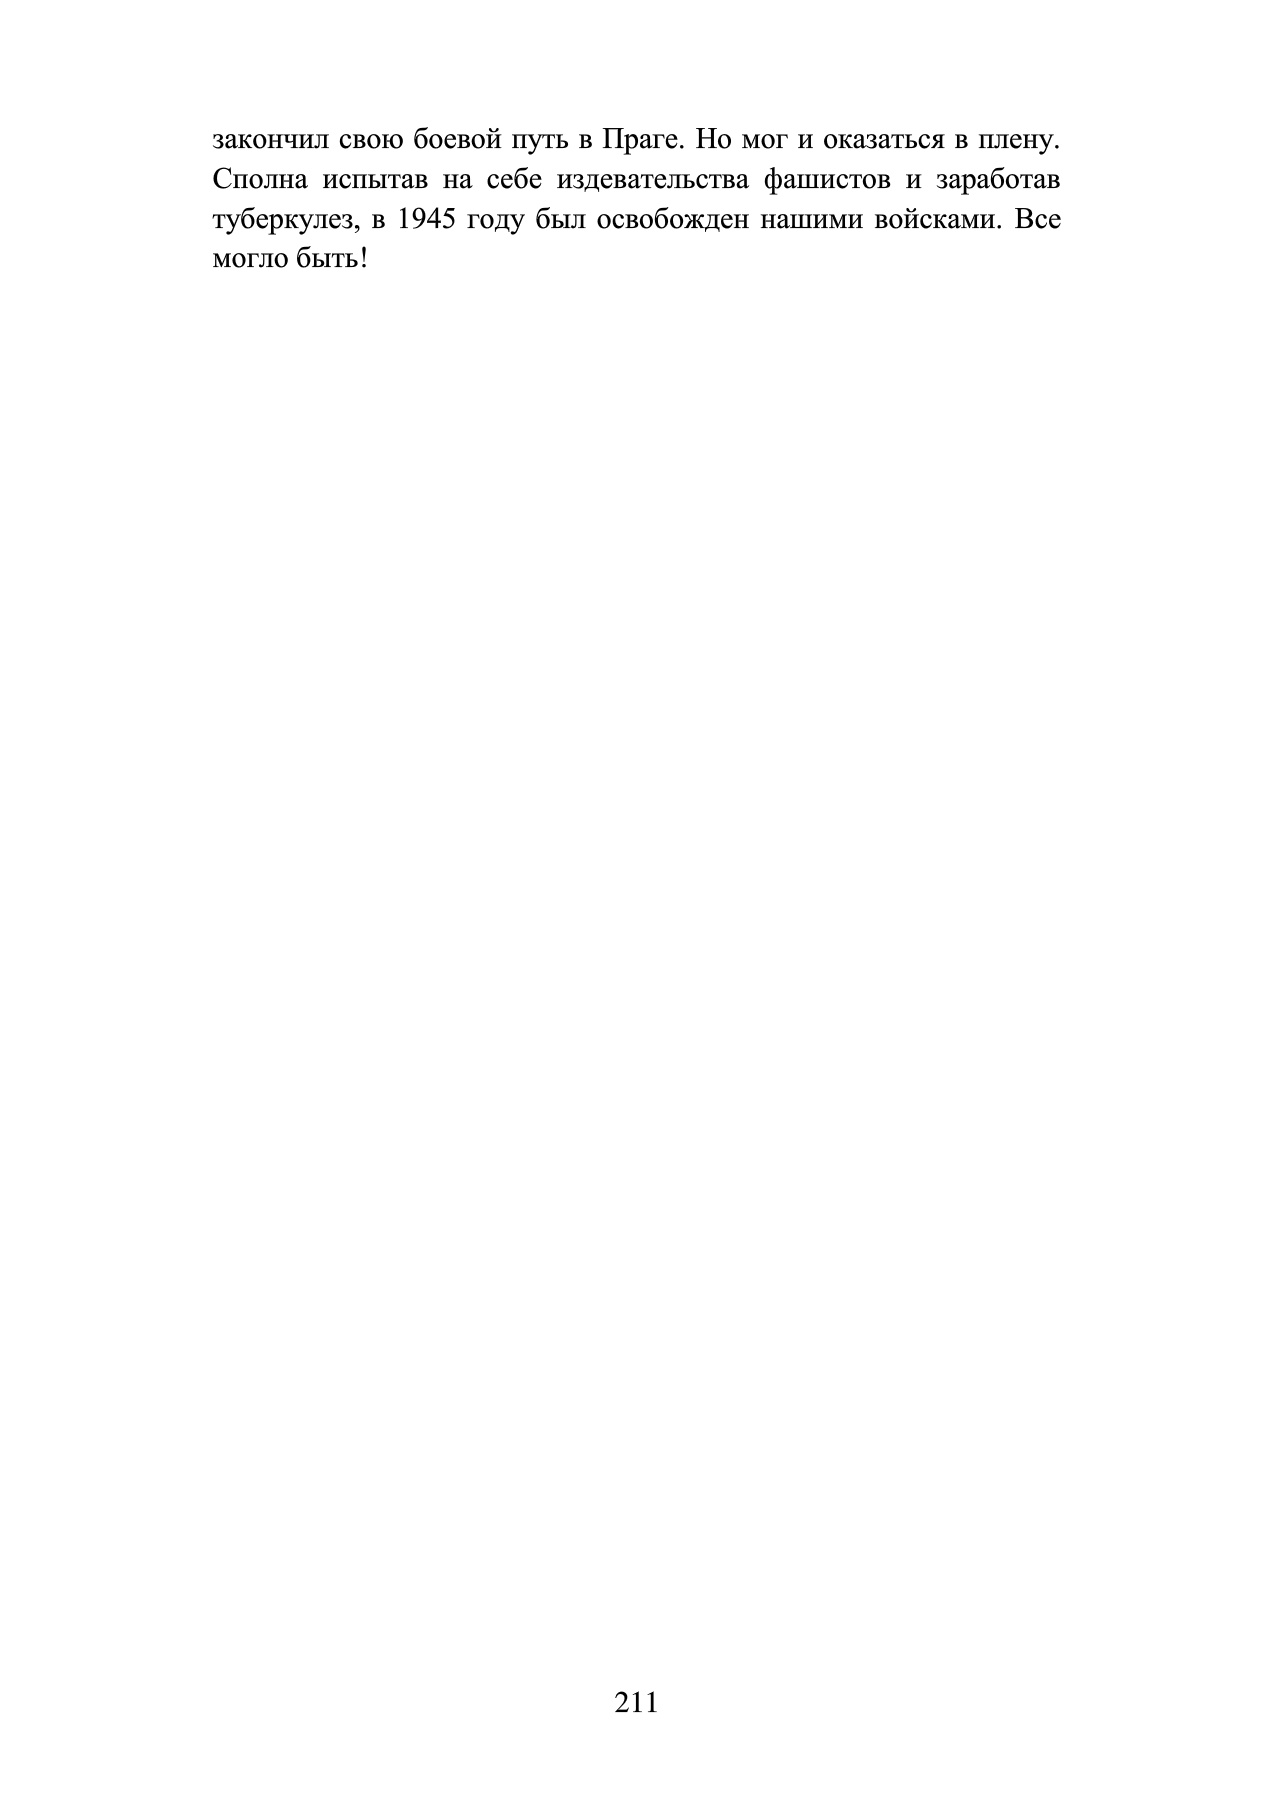 закончил свою боевой путь в Праге. Но мог и оказаться в плену.
Сполна испытав на себе издевательства фашистов и заработав
туберкулез, в 1945 году был освобожден нашими войсками. Все
могло быть!
211